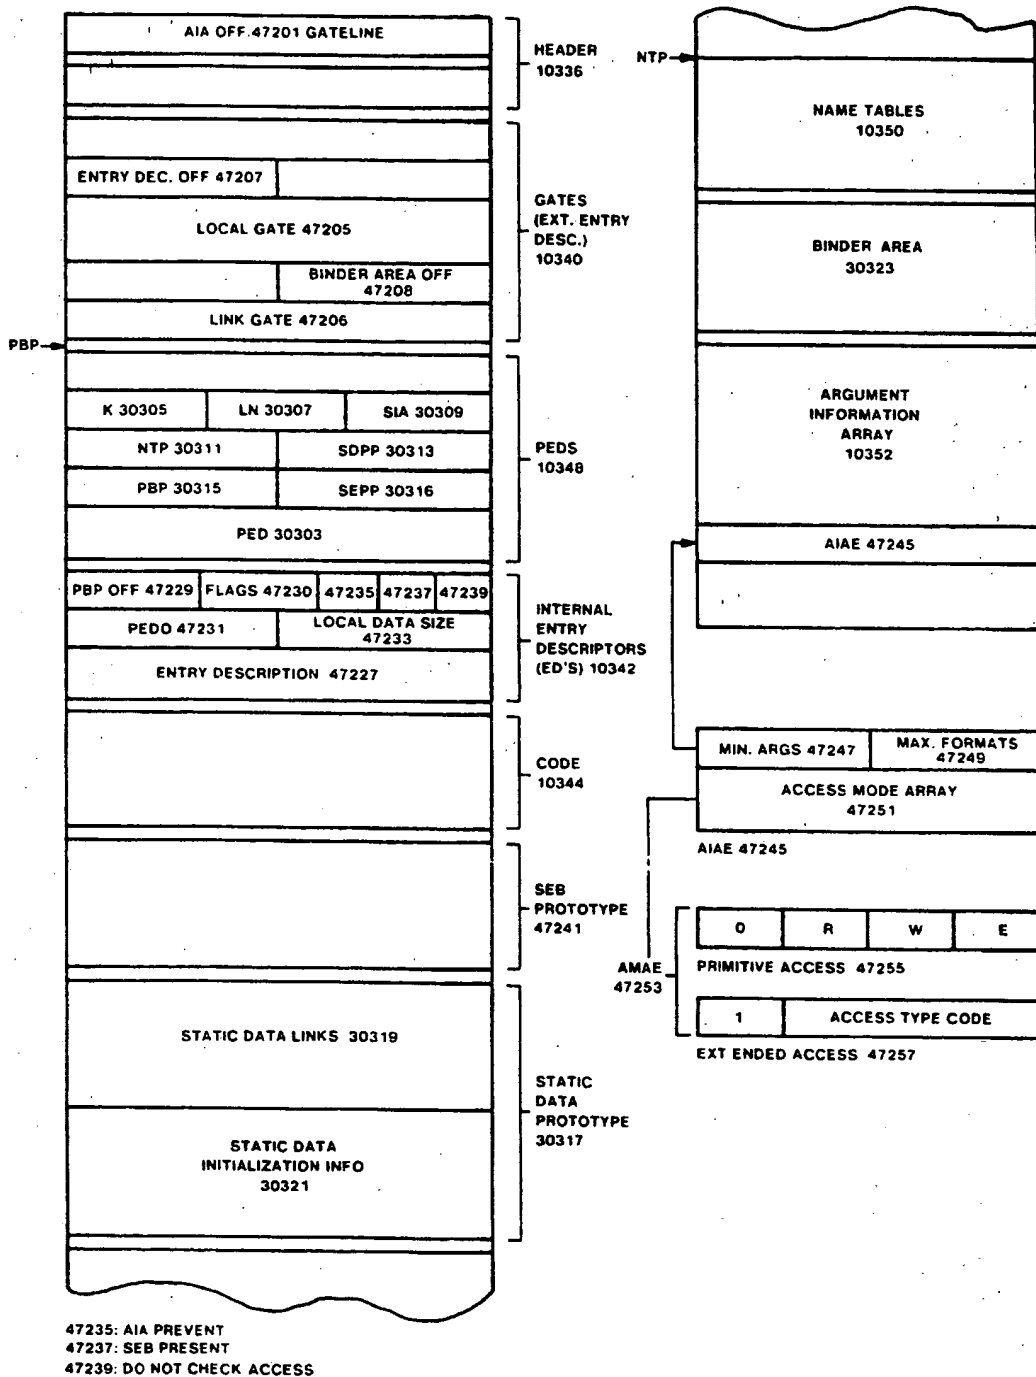 AIA OFF.47201 GATELINE
HEADER
10336
ENTRY DEC. OFF 47207
LOCAL GATE 47205
BINDER AREA OFF
47208
LINK GATE 47206
GATES
(EXT. ENTRY
DESC.)
10340
PBP
K 30305
LN 30307
SIA 30309
NTP 30311
SDPP 30313
PBP 30315
SEPP 30316
PED 30303
PEDS
10348
PBP OFF 47229
FLAGS 47230
47235
47237
47239
PEDO 47231
LOCAL DATA SIZE
47233
ENTRY DESCRIPTION 47227
INTERNAL
ENTRY
DESCRIPTORS
(ED'S) 10342
CODE
10344
SEB
PROTOTYPE
47241
STATIC DATA LINKS 30319
STATIC DATA
INITIALIZATION INFO
30321
STATIC
DATA
PROTOTYPE
30317
47235: AIA PREVENT
47237: SEB PRESENT
47239: DO NOT CHECK ACCESS
NTP
NAME TABLES
10350
BINDER AREA
30323
ARGUMENT
INFORMATION
ARRAY
10352
AIAE 47245
MIN. ARGS 47247
MAX. FORMATS
47249
ACCESS MODE ARRAY
47251
AIAE 47245
AMAE
47253
0
R
W
E
PRIMITIVE ACCESS 47255
1
ACCESS TYPE CODE
EXT ENDED ACCESS 47257